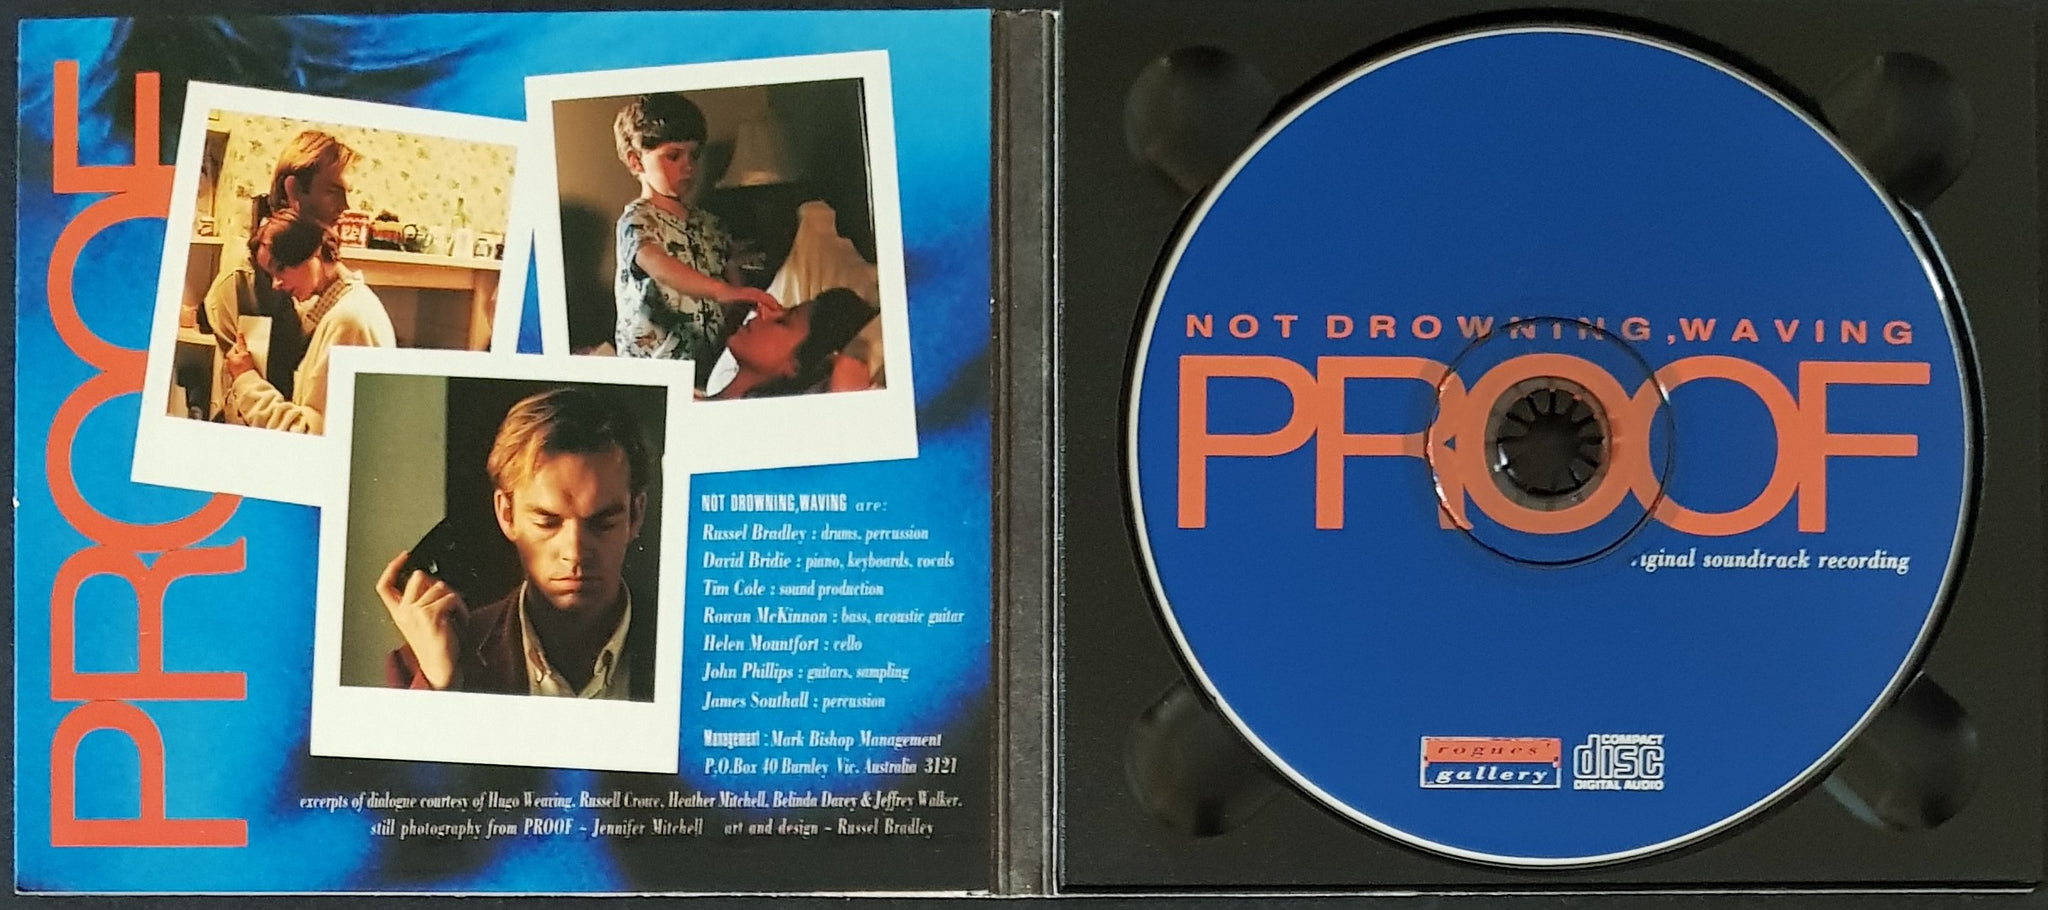 PROOF
NOT DROWNING, WAVING are:
Russel Bradley : drums, percussion
David Bridie : piano, keyboards, vocals
Tim Cole : sound production
Rowan McKinnon : bass, acoustic guitar
Helen Mountfort : cello
John Phillips : guitars, sampling
James Southall : percussion
Management : Mark Bishop Management
P.O.Box 40 Burnley Vic. Australia 3121
excerpts of dialogue courtesy of Hugo Weaving, Russell Crowe, Heather Mitchell, Belinda Davey & Jeffrey Walker.
still photography from PROOF ~ Jennifer Mitchell art and design ~ Russel Bradley
NOT DROWNING, WAVING
PROOF
iginal soundtrack recording
rogues'
gallery
COMPACT
disc
DIGITAL AUDIO